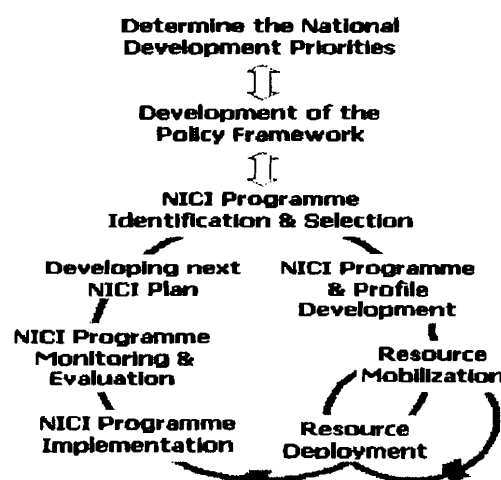 Determine the National
Development Priorities
Development of the
Policy Framework
NICI Programme
Identification & Selection
Developing next
NICI Plan
NICI Programme
& Profile
Development
NICI Programme
Monitoring &
Evaluation
Resource
Mobilization
NICI Programme
Implementation
Resource
Deployment